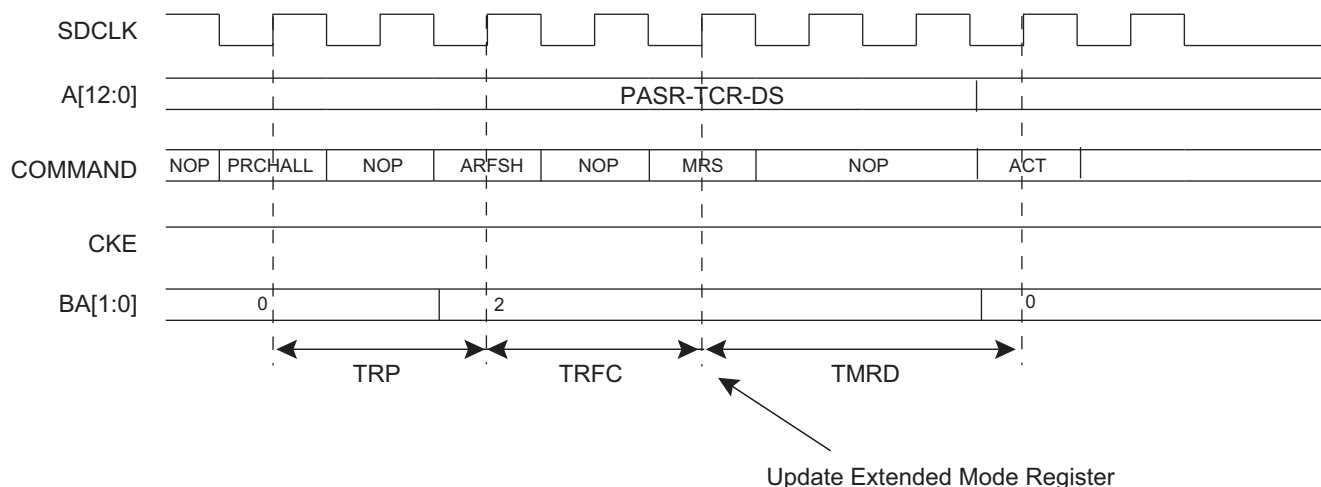 SDCLK
A[12:0] PASR-TCR-DS
COMMAND NOP PRCHALL NOP ARFSH NOP MRS NOP ACT
CKE
BA[1:0] 0 2 0
TRP TRFC TMRD
Update Extended Mode Register